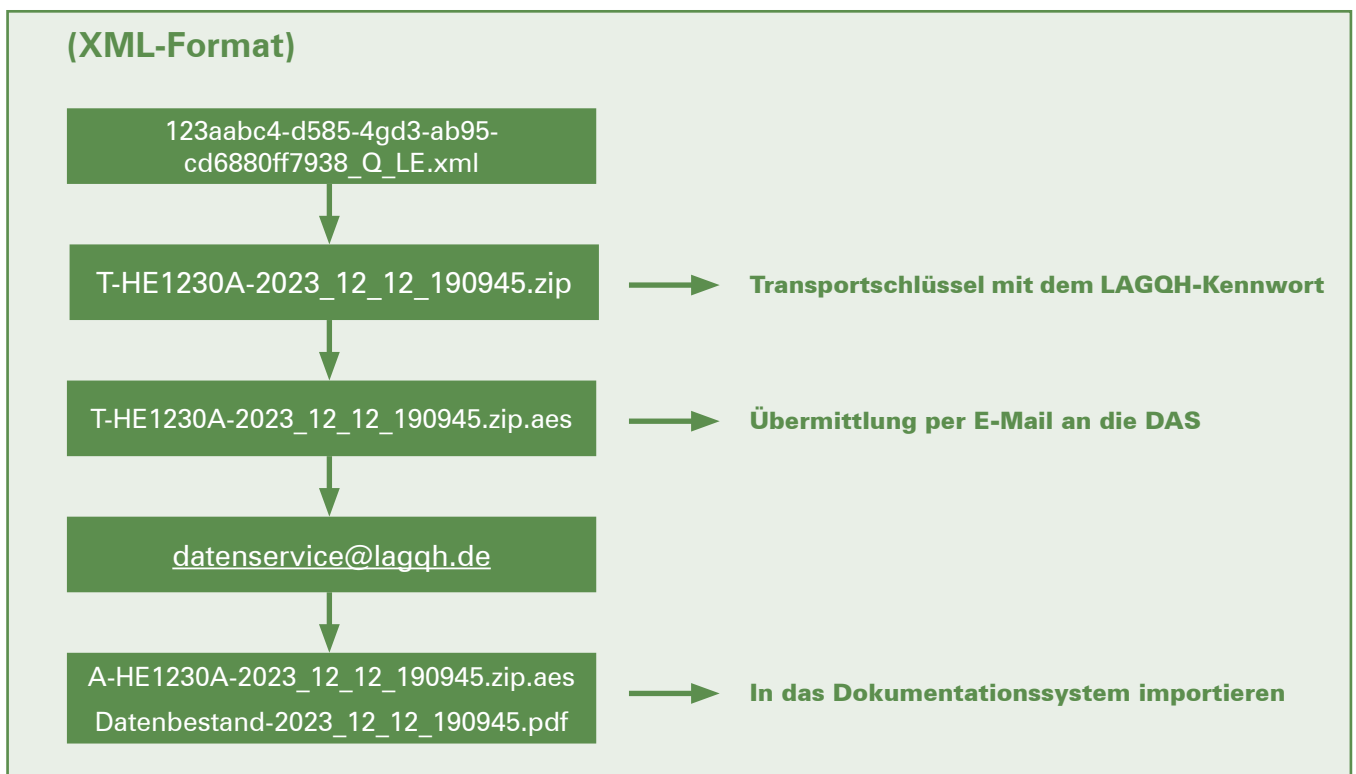 (XML-Format)
123aabc4-d585-4gd3-ab95-
cd6880ff7938_Q_LE.xml
T-HE1230A-2023_12_12_190945.zip
Transportschlüssel mit dem LAGQH-Kennwort
T-HE1230A-2023_12_12_190945.zip.aes
Übermittlung per E-Mail an die DAS
datenservice@lagqh.de
A-HE1230A-2023_12_12_190945.zip.aes
Datenbestand-2023_12_12_190945.pdf
In das Dokumentationssystem importieren